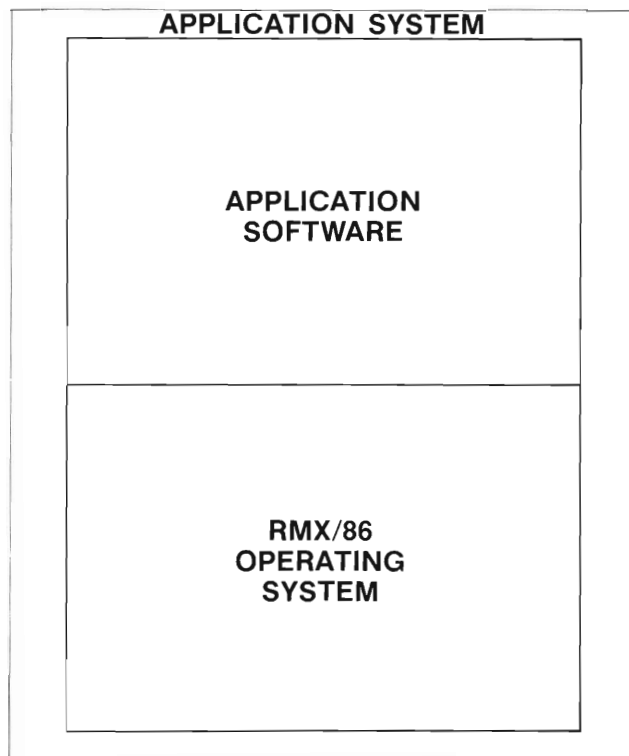 APPLICATION SYSTEM
APPLICATION
SOFTWARE
RMX/86
OPERATING
SYSTEM